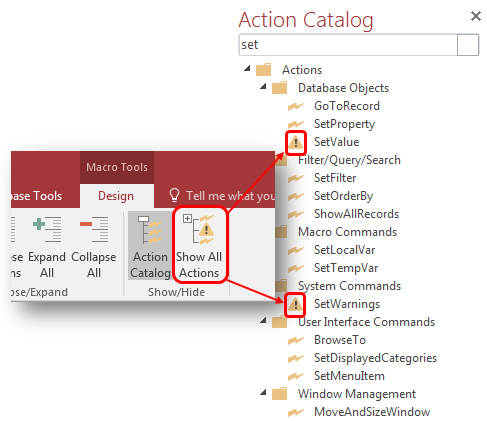 Action Catalog
set
Actions
Database Objects
GoToRecord
SetProperty
SetValue
Filter/Query/Search
SetFilter
SetOrderBy
ShowAllRecords
Macro Commands
SetLocalVar
SetTempVar
System Commands
SetWarnings
User Interface Commands
BrowseTo
SetDisplayedCategories
SetMenuItem
Window Management
MoveAndSizeWindow
Macro Tools
base Tools Design Tell me what you
Expand Collapse Action Show All
All All Catalog Actions
pse/Expand Show/Hide